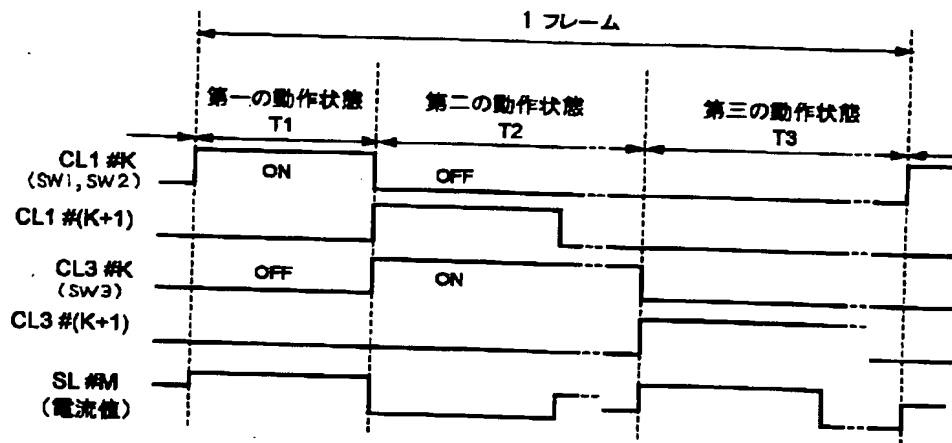 1 フレーム
第一の動作状態
T1
第二の動作状態
T2
第三の動作状態
T3
CL1 #K
(SW1,SW2)
ON
OFF
CL1 #(K+1)
CL3 #K
(SW3)
OFF
ON
CL3 #(K+1)
SL #M
(電流値)